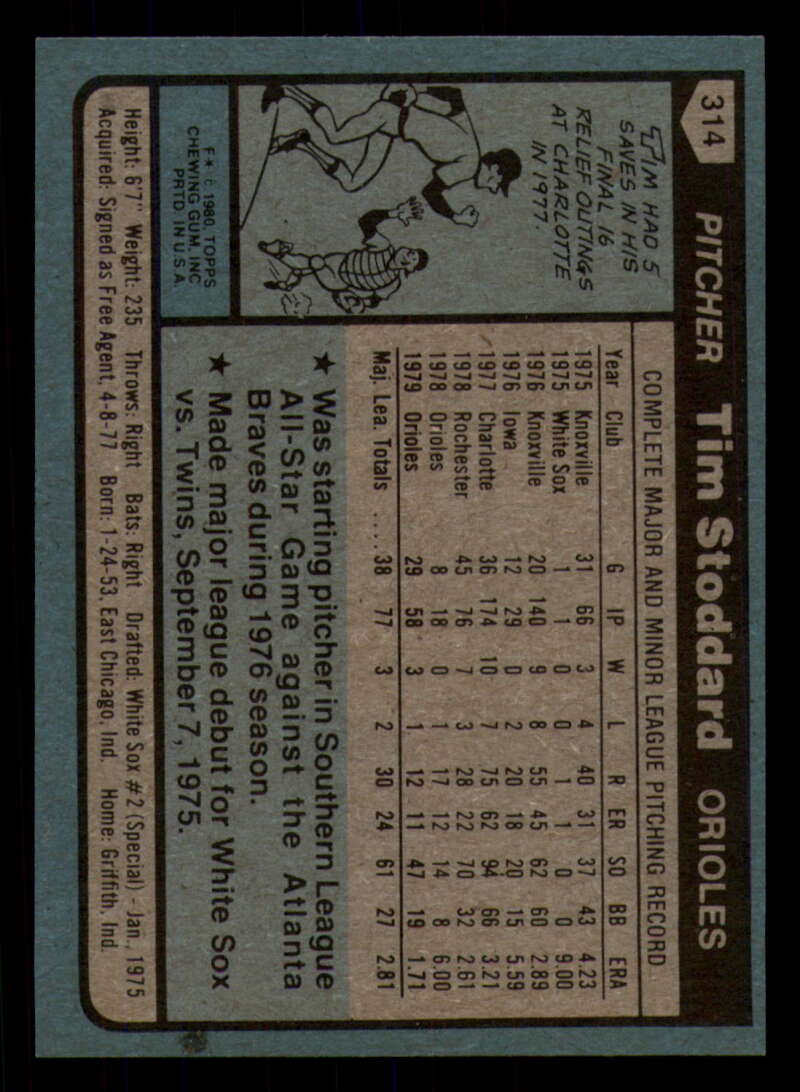 314 PITCHER Tim Stoddard ORIOLES
TIM HAD 5
SAVES IN HIS
FINAL 16
RELIEF OUTINGS
AT CHARLOTTE
IN 1977.
COMPLETE MAJOR AND MINOR LEAGUE PITCHING RECORD
Year Club G IP W L R ER SO BB ERA
1975 Knoxville 31 66 3 4 40 31 37 43 4.23
1975 White Sox 1 1 0 0 1 1 0 0 9.00
1976 Knoxville 20 140 9 8 55 45 62 60 2.89
1976 Iowa 12 29 0 2 20 18 20 15 5.59
1977 Charlotte 36 174 10 7 75 62 94 66 3.21
1978 Rochester 45 76 7 3 28 22 70 32 2.61
1978 Orioles 8 18 0 1 17 12 14 8 6.00
1979 Orioles 29 58 3 1 12 11 47 19 1.71
Maj. Lea. Totals ..... 38 77 3 2 30 24 61 27 2.81
★ Was starting pitcher in Southern League
All-Star Game against the Atlanta
Braves during 1976 season.
★ Made major league debut for White Sox
vs. Twins, September 7, 1975.
F★ © 1980 TOPPS
CHEWING GUM, INC
PRTD. IN U.S.A.
Height: 6'7" Weight: 235 Throws: Right Bats: Right Drafted: White Sox #2 (Special) - Jan., 1975
Acquired: Signed as Free Agent, 4-8-77 Born: 1-24-53, East Chicago, Ind. Home: Griffith, Ind.